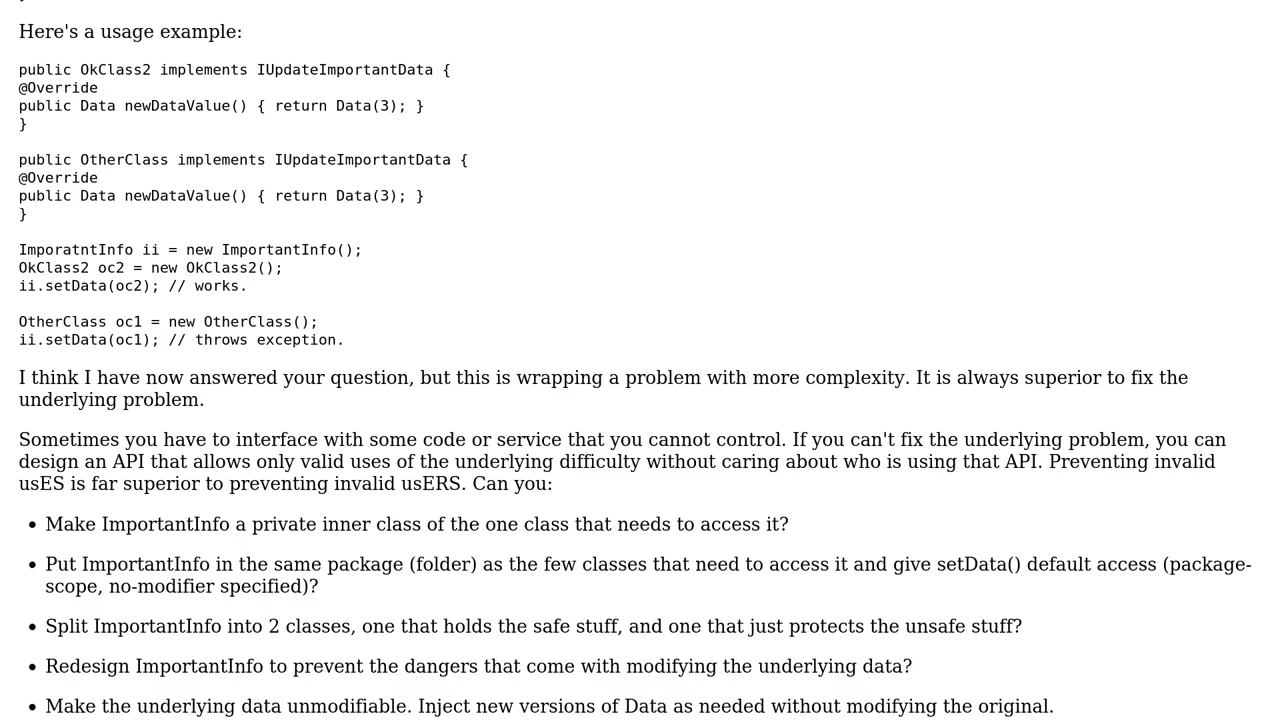 Here's a usage example:
public OkClass2 implements IUpdateImportantData {
@Override
public Data newDataValue() { return Data(3); }
}
public OtherClass implements IUpdateImportantData {
@Override
public Data newDataValue() { return Data(3); }
}
ImporatntInfo ii = new ImportantInfo();
OkClass2 oc2 = new OkClass2();
ii.setData(oc2); // works.
OtherClass oc1 = new OtherClass();
ii.setData(oc1); // throws exception.
I think I have now answered your question, but this is wrapping a problem with more complexity. It is always superior to fix the
underlying problem.
Sometimes you have to interface with some code or service that you cannot control. If you can't fix the underlying problem, you can
design an API that allows only valid uses of the underlying difficulty without caring about who is using that API. Preventing invalid
usES is far superior to preventing invalid usERS. Can you:
• Make ImportantInfo a private inner class of the one class that needs to access it?
• Put ImportantInfo in the same package (folder) as the few classes that need to access it and give setData() default access (package-
scope, no-modifier specified)?
• Split ImportantInfo into 2 classes, one that holds the safe stuff, and one that just protects the unsafe stuff?
• Redesign ImportantInfo to prevent the dangers that come with modifying the underlying data?
• Make the underlying data unmodifiable. Inject new versions of Data as needed without modifying the original.